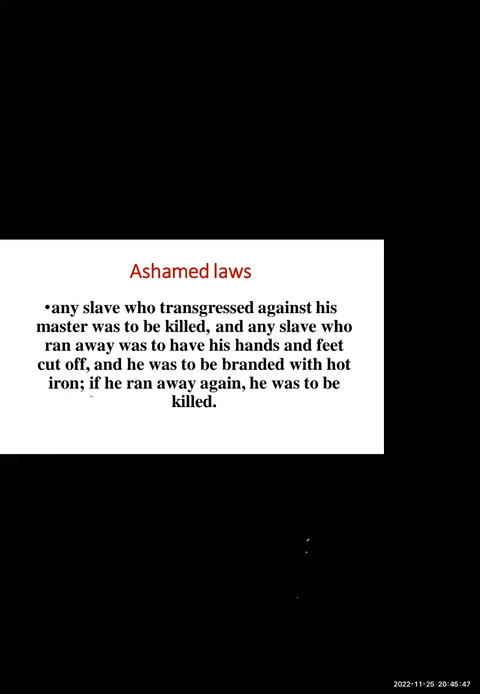 Ashamed laws
•any slave who transgressed against his
master was to be killed, and any slave who
ran away was to have his hands and feet
cut off, and he was to be branded with hot
iron; if he ran away again, he was to be
killed.
2022-11-25 20:45:47